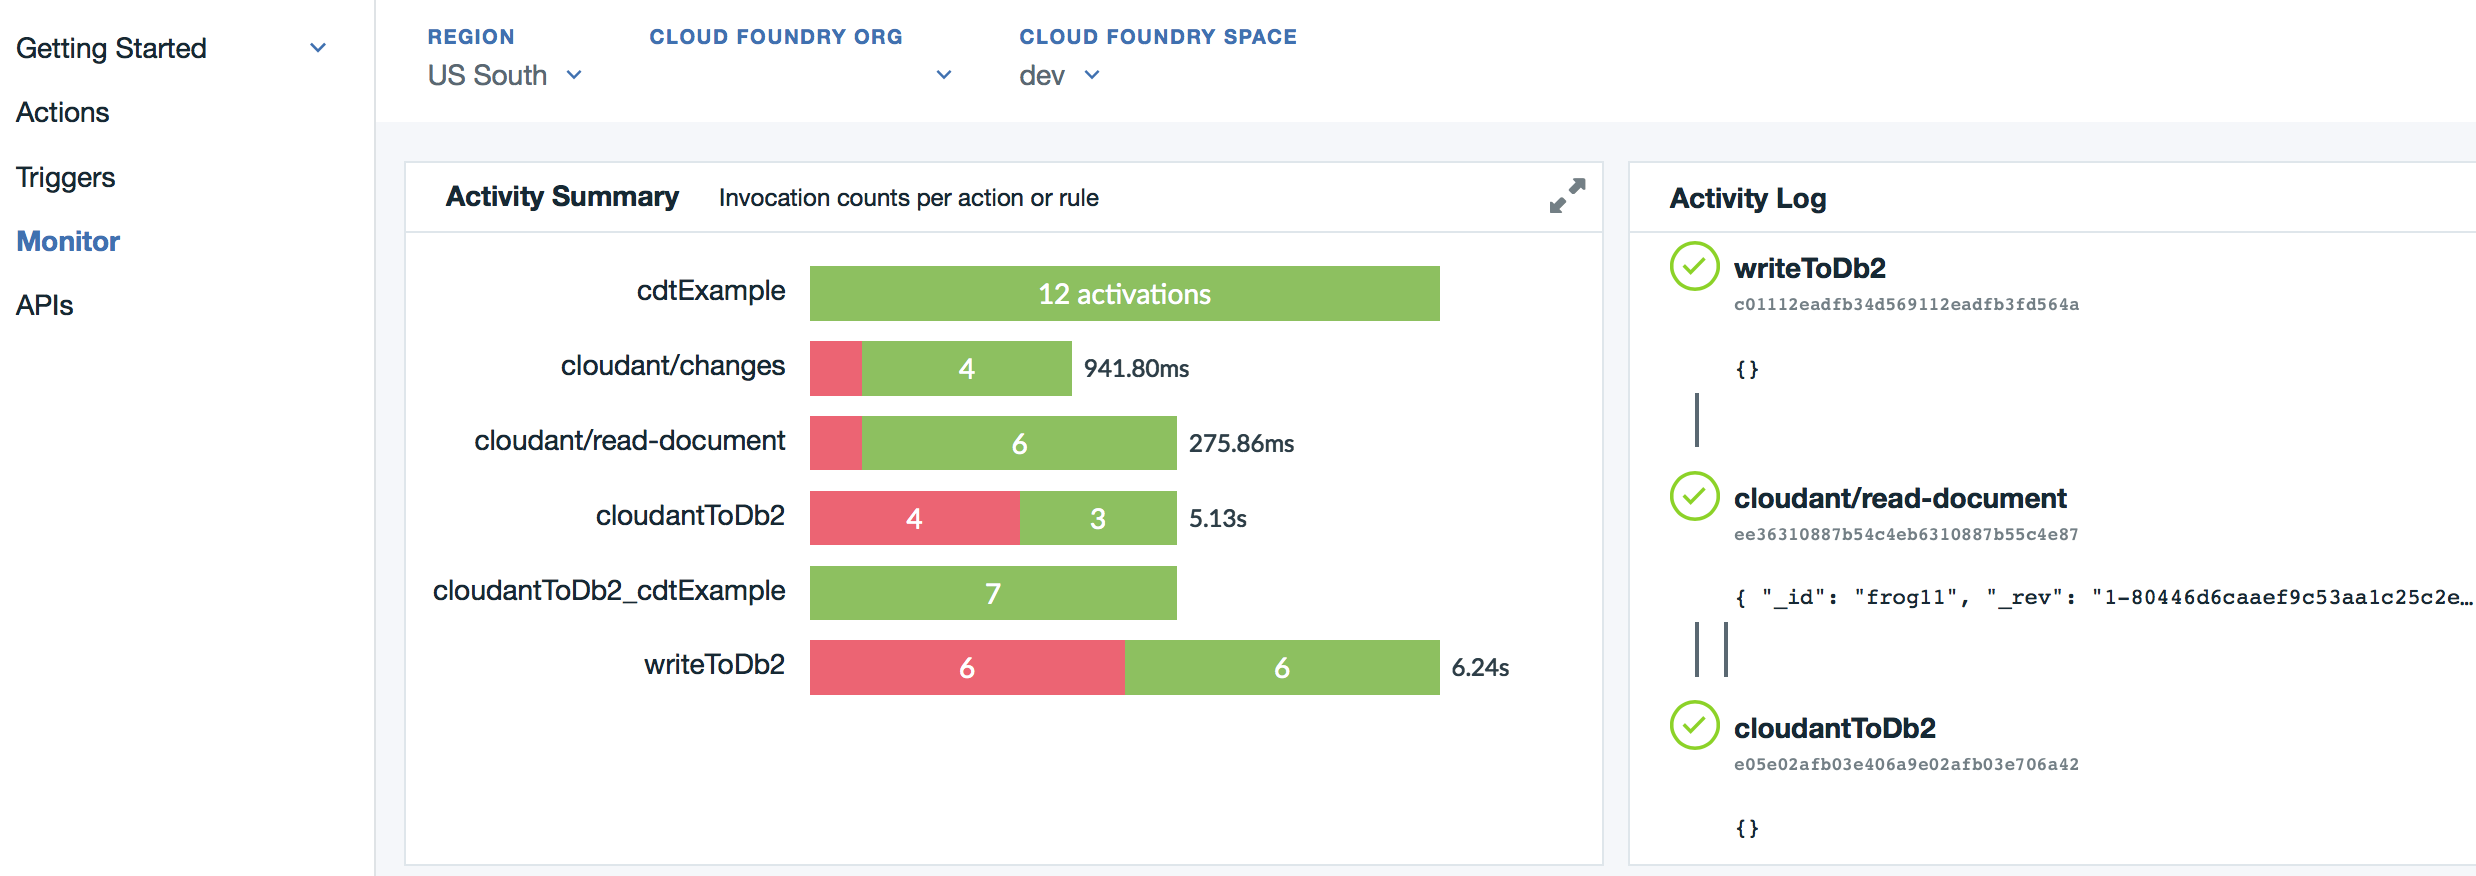 Getting Started
Actions
Triggers
Monitor
APIs
REGION
US South
CLOUD FOUNDRY ORG
CLOUD FOUNDRY SPACE
dev
Activity Summary Invocation counts per action or rule
cdtExample 12 activations
cloudant/changes 4 941.80ms
cloudant/read-document 6 275.86ms
cloudantToDb2 4 3 5.13s
cloudantToDb2_cdtExample 7
writeToDb2 6 6 6.24s
Activity Log
writeToDb2
c01112eadfb34d569112eadfb3fd564a
{}
cloudant/read-document
ee36310887b54c4eb6310887b55c4e87
{ "_id": "frog11", "_rev": "1-80446d6caaef9c53aa1c25c2e…
cloudantToDb2
e05e02afb03e406a9e02afb03e706a42
{}